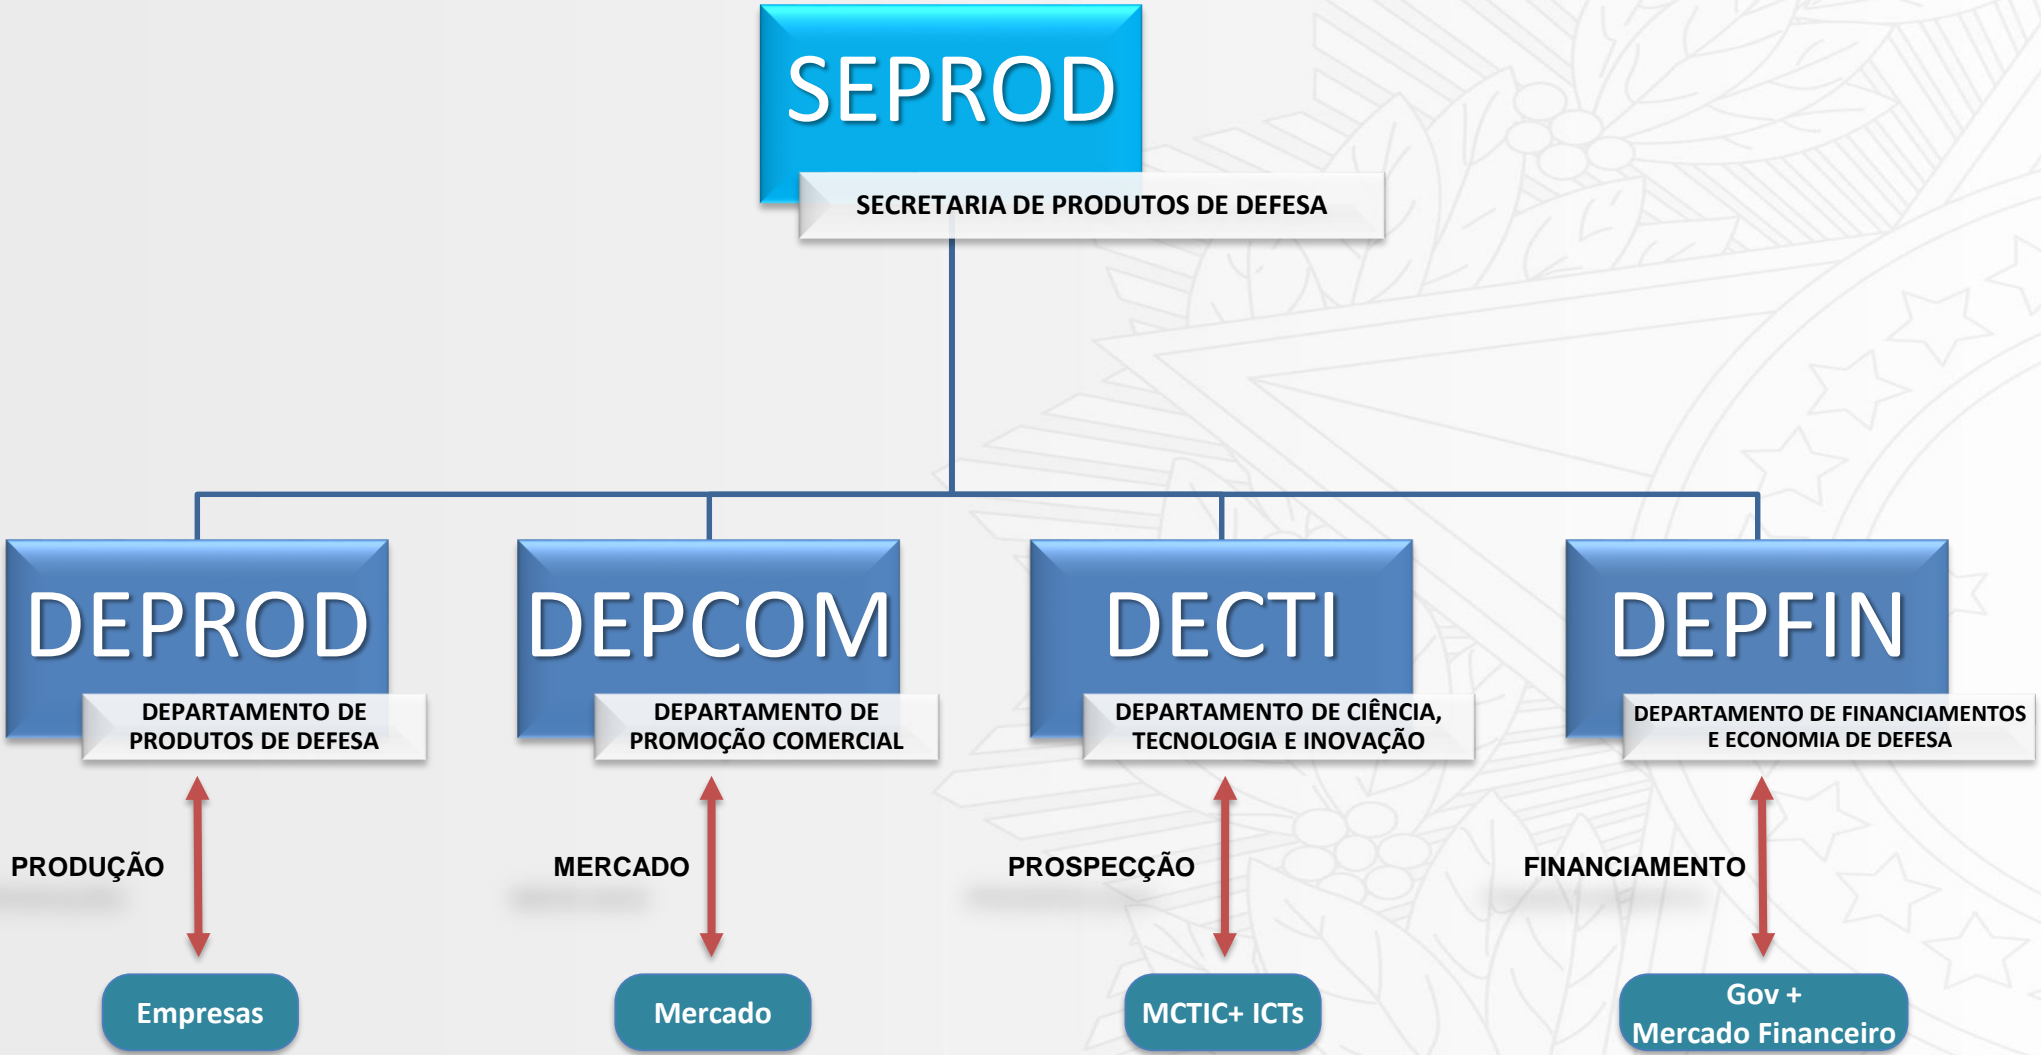 SEPROD
SECRETARIA DE PRODUTOS DE DEFESA
DEPROD
DEPARTAMENTO DE
PRODUTOS DE DEFESA
DEPCOM
DEPARTAMENTO DE
PROMOÇÃO COMERCIAL
DECTI
DEPARTAMENTO DE CIÊNCIA,
TECNOLOGIA E INOVAÇÃO
DEPFIN
DEPARTAMENTO DE FINANCIAMENTOS
E ECONOMIA DE DEFESA
PRODUÇÃO
MERCADO
PROSPECÇÃO
FINANCIAMENTO
Empresas
Mercado
MCTIC+ ICTs
Gov +
Mercado Financeiro